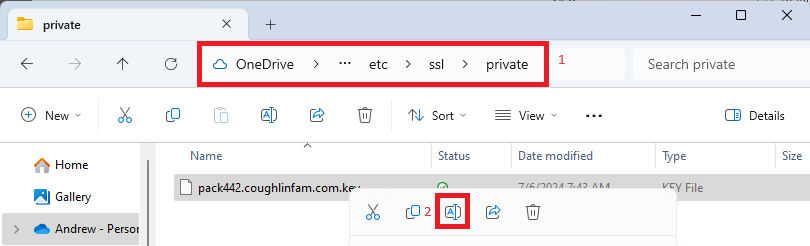 private
OneDrive > ... etc > ssl > private 1 Search private
New Sort View ... Details
Name Status Date modified Type Size
Home
Gallery
Andrew - Persona
pack442.coughlinfam.com.key 7/6/2024 7:43 AM KEY File
2